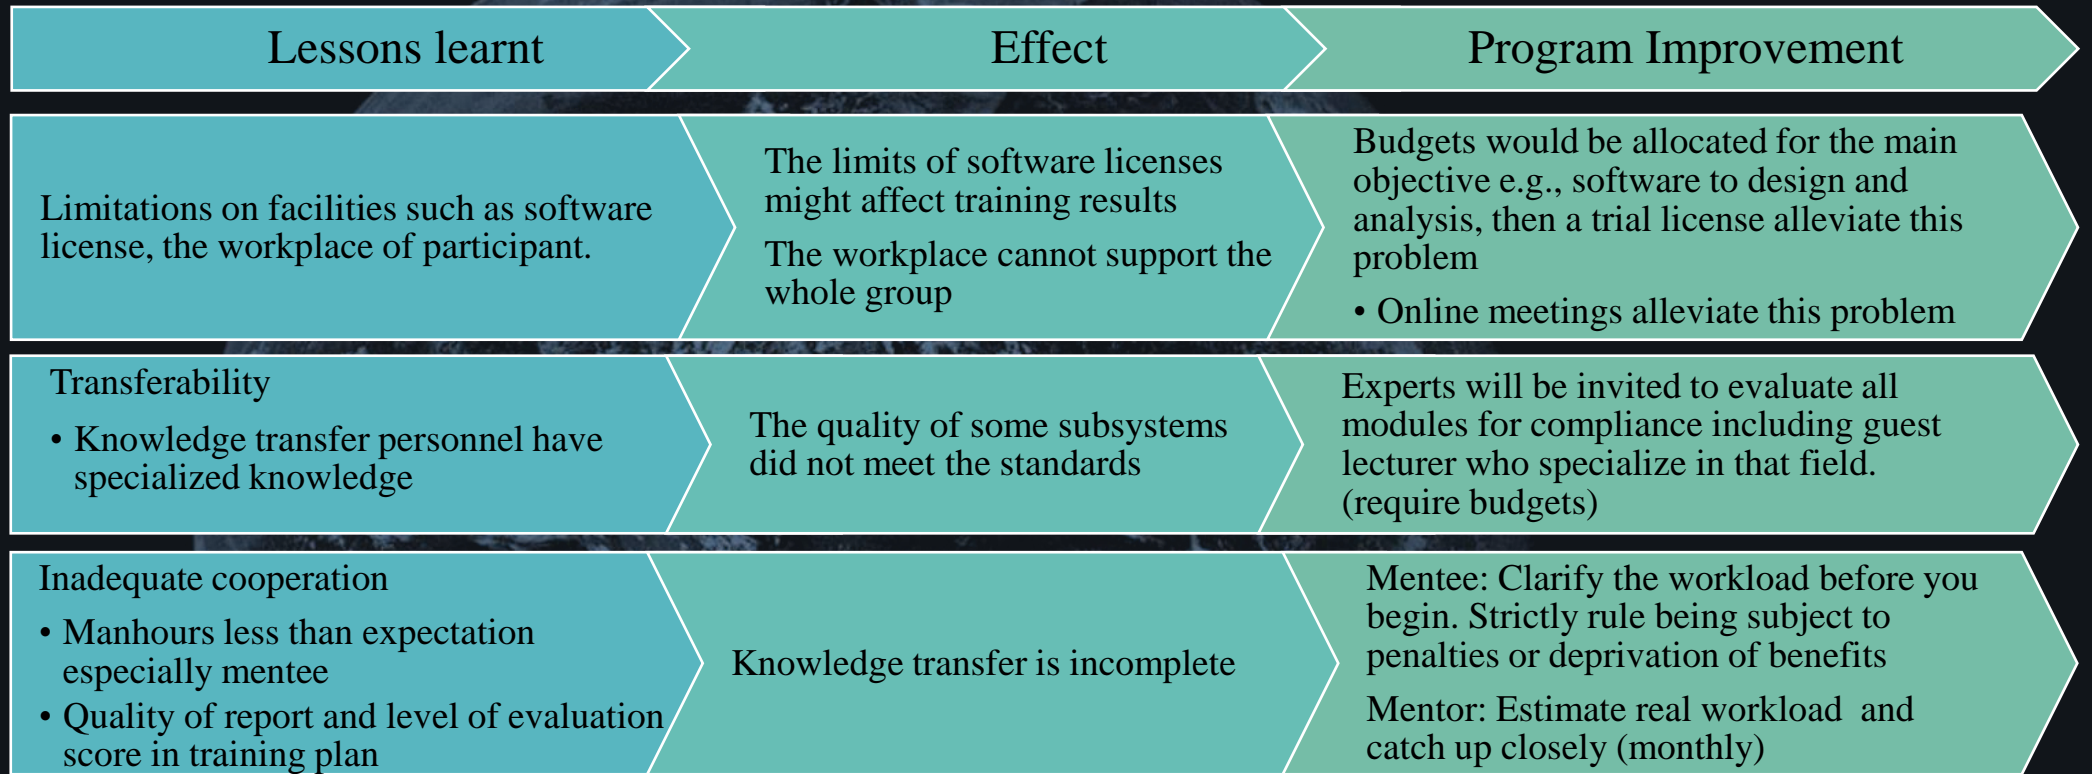 Lessons learnt
Effect
Program Improvement
Limitations on facilities such as software
license, the workplace of participant.
The limits of software licenses
might affect training results
The workplace cannot support the
whole group
Budgets would be allocated for the main
objective e.g., software to design and
analysis, then a trial license alleviate this
problem
• Online meetings alleviate this problem
Transferability
• Knowledge transfer personnel have
specialized knowledge
The quality of some subsystems
did not meet the standards
Experts will be invited to evaluate all
modules for compliance including guest
lecturer who specialize in that field.
(require budgets)
Inadequate cooperation
• Manhours less than expectation
especially mentee
• Quality of report and level of evaluation
score in training plan
Knowledge transfer is incomplete
Mentee: Clarify the workload before you
begin. Strictly rule being subject to
penalties or deprivation of benefits
Mentor: Estimate real workload  and
catch up closely (monthly)